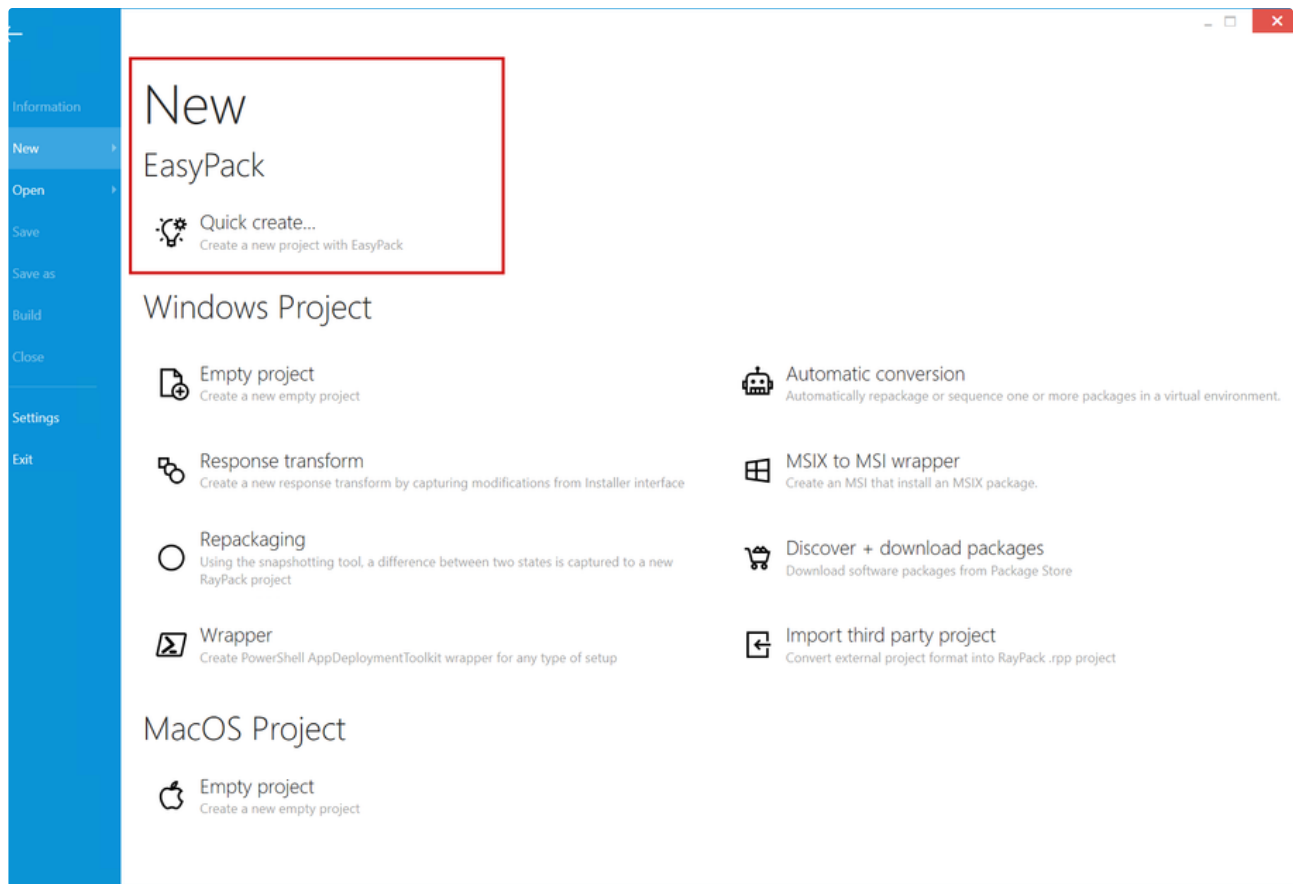 Information
New
Open
Save
Save as
Build
Close
Settings
Exit
New
EasyPack
Quick create...
Create a new project with EasyPack
Windows Project
Empty project
Create a new empty project
Automatic conversion
Automatically repackage or sequence one or more packages in a virtual environment.
Response transform
Create a new response transform by capturing modifications from Installer interface
MSIX to MSI wrapper
Create an MSI that install an MSIX package.
Repackaging
Using the snapshotting tool, a difference between two states is captured to a new
RayPack project
Discover + download packages
Download software packages from Package Store
Wrapper
Create PowerShell AppDeploymentToolkit wrapper for any type of setup
Import third party project
Convert external project format into RayPack .rpp project
MacOS Project
Empty project
Create a new empty project